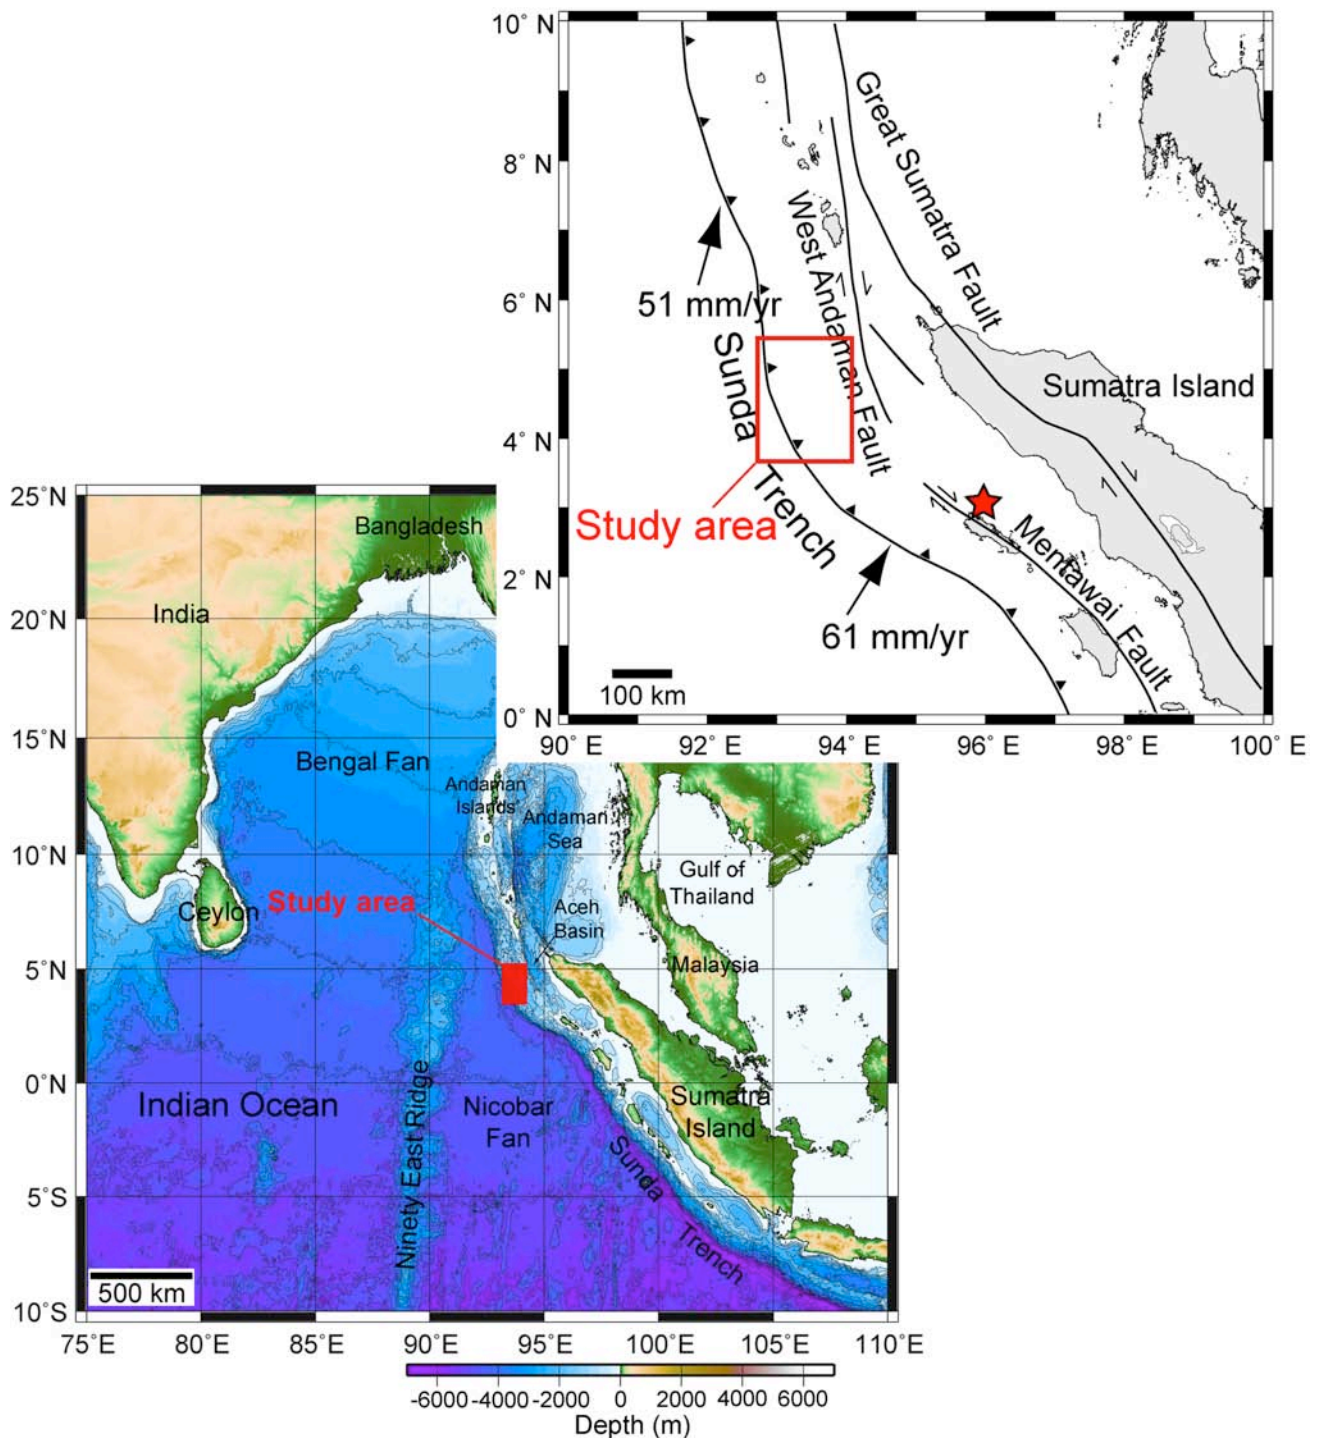 10° N
8° N
6° N
4° N
2° N
0° N
90° E
92° E
94° E
96° E
98° E
100° E
Great Sumatra Fault
West Andaman Fault
51 mm/yr
Sunda
Trench
Sumatra Island
Study area
Mentawai Fault
61 mm/yr
100 km
25°N
20°N
15°N
10°N
5°N
0°N
5°S
10°S
75°E
80°E
85°E
90°E
95°E
100°E
105°E
110°E
Bangladesh
India
Bengal Fan
Andaman
Islands
Andaman
Sea
Gulf of
Thailand
Ceylon
Study area
Aceh
Basin
Malaysia
Indian Ocean
Ninety East Ridge
Nicobar
Fan
Sumatra
Island
Sunda
Trench
500 km
-6000 -4000 -2000 0 2000 4000 6000
Depth (m)